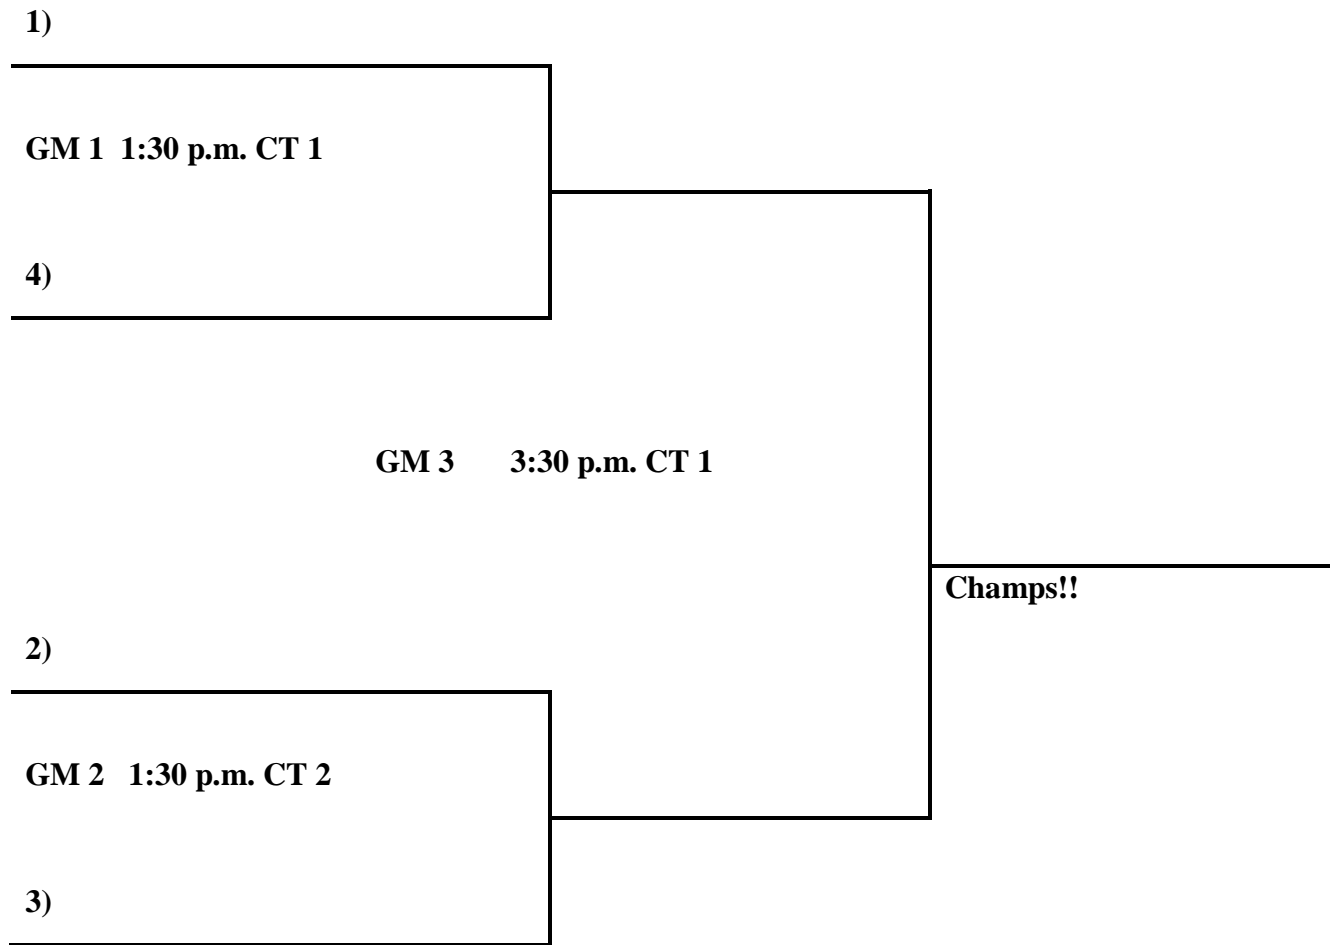 1)
GM 1 1:30 p.m. CT 1
4)
GM 3 3:30 p.m. CT 1
Champs!!
2)
GM 2 1:30 p.m. CT 2
3)